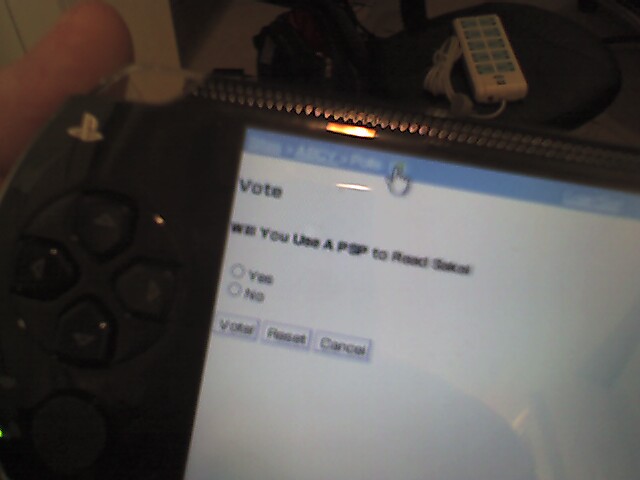 Vote
Will You Use A PSP to Read Sakai
Yes
No
Vote!
Reset
Cancel